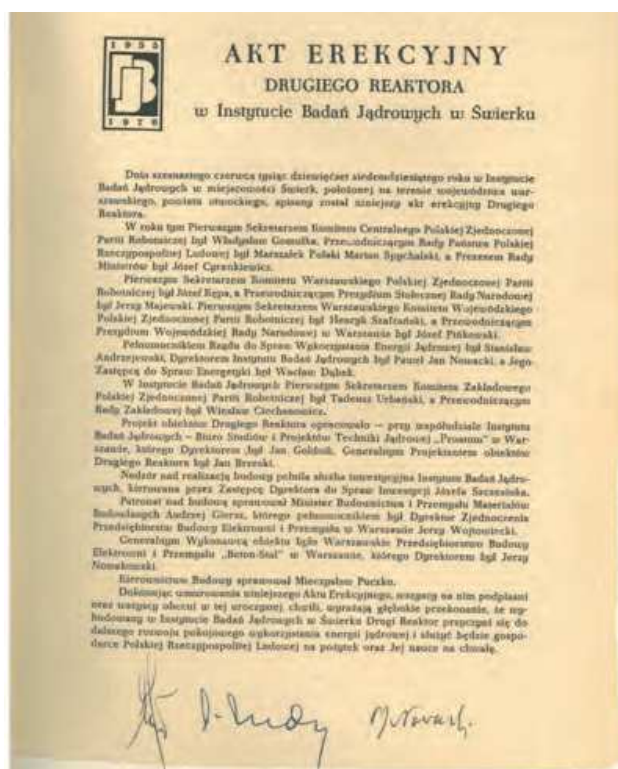 1955
1970
AKT EREKCYJNY
DRUGIEGO REAKTORA
w Instytucie Badań Jądrowych w Świerku
Dnia szesnastego czerwca tysiąc dziewięćset siedemdziesiątego roku w Instytucie
Badań Jądrowych w miejscowości Świerk, położonej na terenie województwa war-
szawskiego, powiatu otwockiego, spisany został niniejszy akt erekcyjny Drugiego
Reaktora.
W roku tym Pierwszym Sekretarzem Komitetu Centralnego Polskiej Zjednoczonej
Partii Robotniczej był Władysław Gomułka, Przewodniczącym Rady Państwa Polskiej
Rzeczypospolitej Ludowej był Marszałek Polski Marian Spychalski, a Prezesem Rady
Ministrów był Józef Cyrankiewicz.
Pierwszym Sekretarzem Komitetu Warszawskiego Polskiej Zjednoczonej Partii
Robotniczej był Józef Kępa, a Przewodniczącym Prezydium Stołecznej Rady Narodowej
był Jerzy Majewski. Pierwszym Sekretarzem Warszawskiego Komitetu Wojewódzkiego
Polskiej Zjednoczonej Partii Robotniczej był Henryk Szafrański, a Przewodniczącym
Prezydium Wojewódzkiej Rady Narodowej w Warszawie był Józef Pińkowski.
Pełnomocnikiem Rządu do Spraw Wykorzystania Energii Jądrowej był Stanisław
Andrzejewski, Dyrektorem Instytutu Badań Jądrowych był Paweł Jan Nowacki, a Jego
Zastępcą do Spraw Energetyki był Wacław Dąbek.
W Instytucie Badań Jądrowych Pierwszym Sekretarzem Komitetu Zakładowego
Polskiej Zjednoczonej Partii Robotniczej był Tadeusz Urbański, a Przewodniczącym
Rady Zakładowej był Wiesław Ciechanowicz.
Projekt obiektów Drugiego Reaktora opracowało – przy współudziale Instytutu
Badań Jądrowych – Biuro Studiów i Projektów Techniki Jądrowej „Proatom” w War-
szawie, którego Dyrektorem był Jan Generalnym Projektantem obiektów
Drugiego Reaktora był Jan Brzeski.
Nadzór nad realizacją budowy pełniła służba inwestycyjna Instytutu Badań Jądro-
wych, kierowana przez Zastępcę Dyrektora do Spraw Inwestycji Józefa
Patronat nad budową sprawował Minister Budownictwa i Przemysłu Materiałów
Budowlanych Andrzej Giersz, którego pełnomocnikiem był Dyrektor Zjednoczenia
Przedsiębiorstw Budowy Elektrowni i Przemysłu w Warszawie Jerzy Wojnowiecki.
Generalnym Wykonawcą obiektu było Warszawskie Przedsiębiorstwo Budowy
Elektrowni i Przemysłu „Beton-Stal” w Warszawie, którego Dyrektorem był Jerzy
Nowakowski.
Kierownictwo Budowy sprawował Mieczysław Puczko.
Dokonując wmurowania niniejszego Aktu Erekcyjnego, wszyscy na nim podpisani
oraz wszyscy obecni w tej uroczystej chwili, wyrażają głębokie przekonanie, że wy-
budowany w Instytucie Badań Jądrowych w Świerku Drugi Reaktor przyczyni się do
dalszego rozwoju pokojowego wykorzystania energii jądrowej i służyć będzie gospo-
darce Polskiej Rzeczypospolitej Ludowej na pożytek oraz Jej nauce na chwałę.